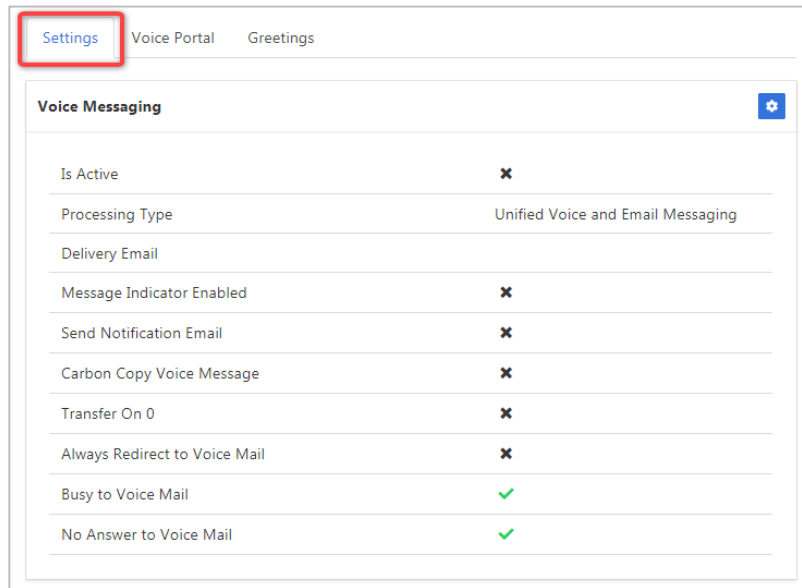 Settings Voice Portal Greetings
Voice Messaging
Is Active
Processing Type Unified Voice and Email Messaging
Delivery Email
Message Indicator Enabled
Send Notification Email
Carbon Copy Voice Message
Transfer On 0
Always Redirect to Voice Mail
Busy to Voice Mail
No Answer to Voice Mail